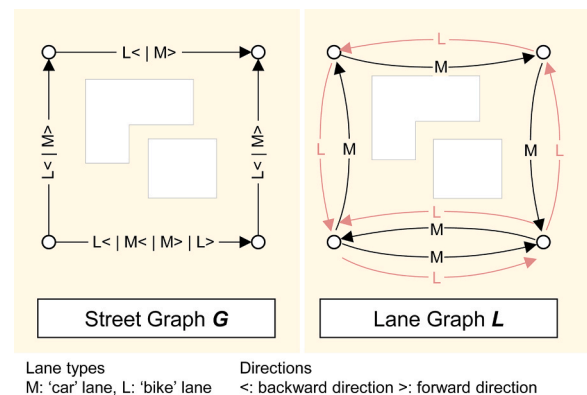 L< | M>
L< | M>
L< | M>
L< | M< | M> | L>
Street Graph G
L
M
L
M
M
L
L
M
M
L
Lane Graph L
Lane types
M: ‘car’ lane, L: ‘bike’ lane
Directions
<: backward direction >: forward direction